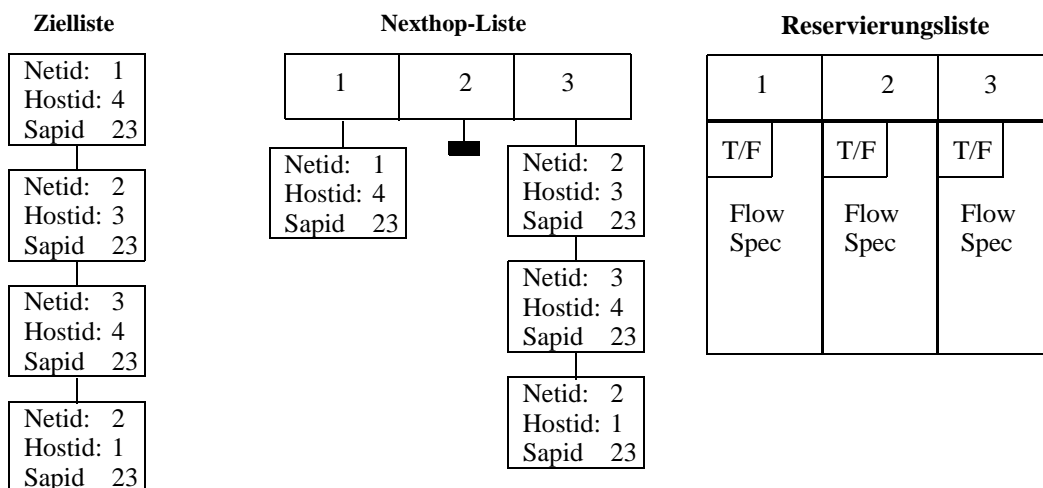 Zielliste
Netid: 1
Hostid: 4
Sapid 23
Netid: 2
Hostid: 3
Sapid 23
Netid: 3
Hostid: 4
Sapid 23
Netid: 2
Hostid: 1
Sapid 23
Nexthop-Liste
1 2 3
Netid: 1
Hostid: 4
Sapid 23
Netid: 2
Hostid: 3
Sapid 23
Netid: 3
Hostid: 4
Sapid 23
Netid: 2
Hostid: 1
Sapid 23
Reservierungsliste
1 2 3
T/F T/F T/F
Flow Flow Flow
Spec Spec Spec